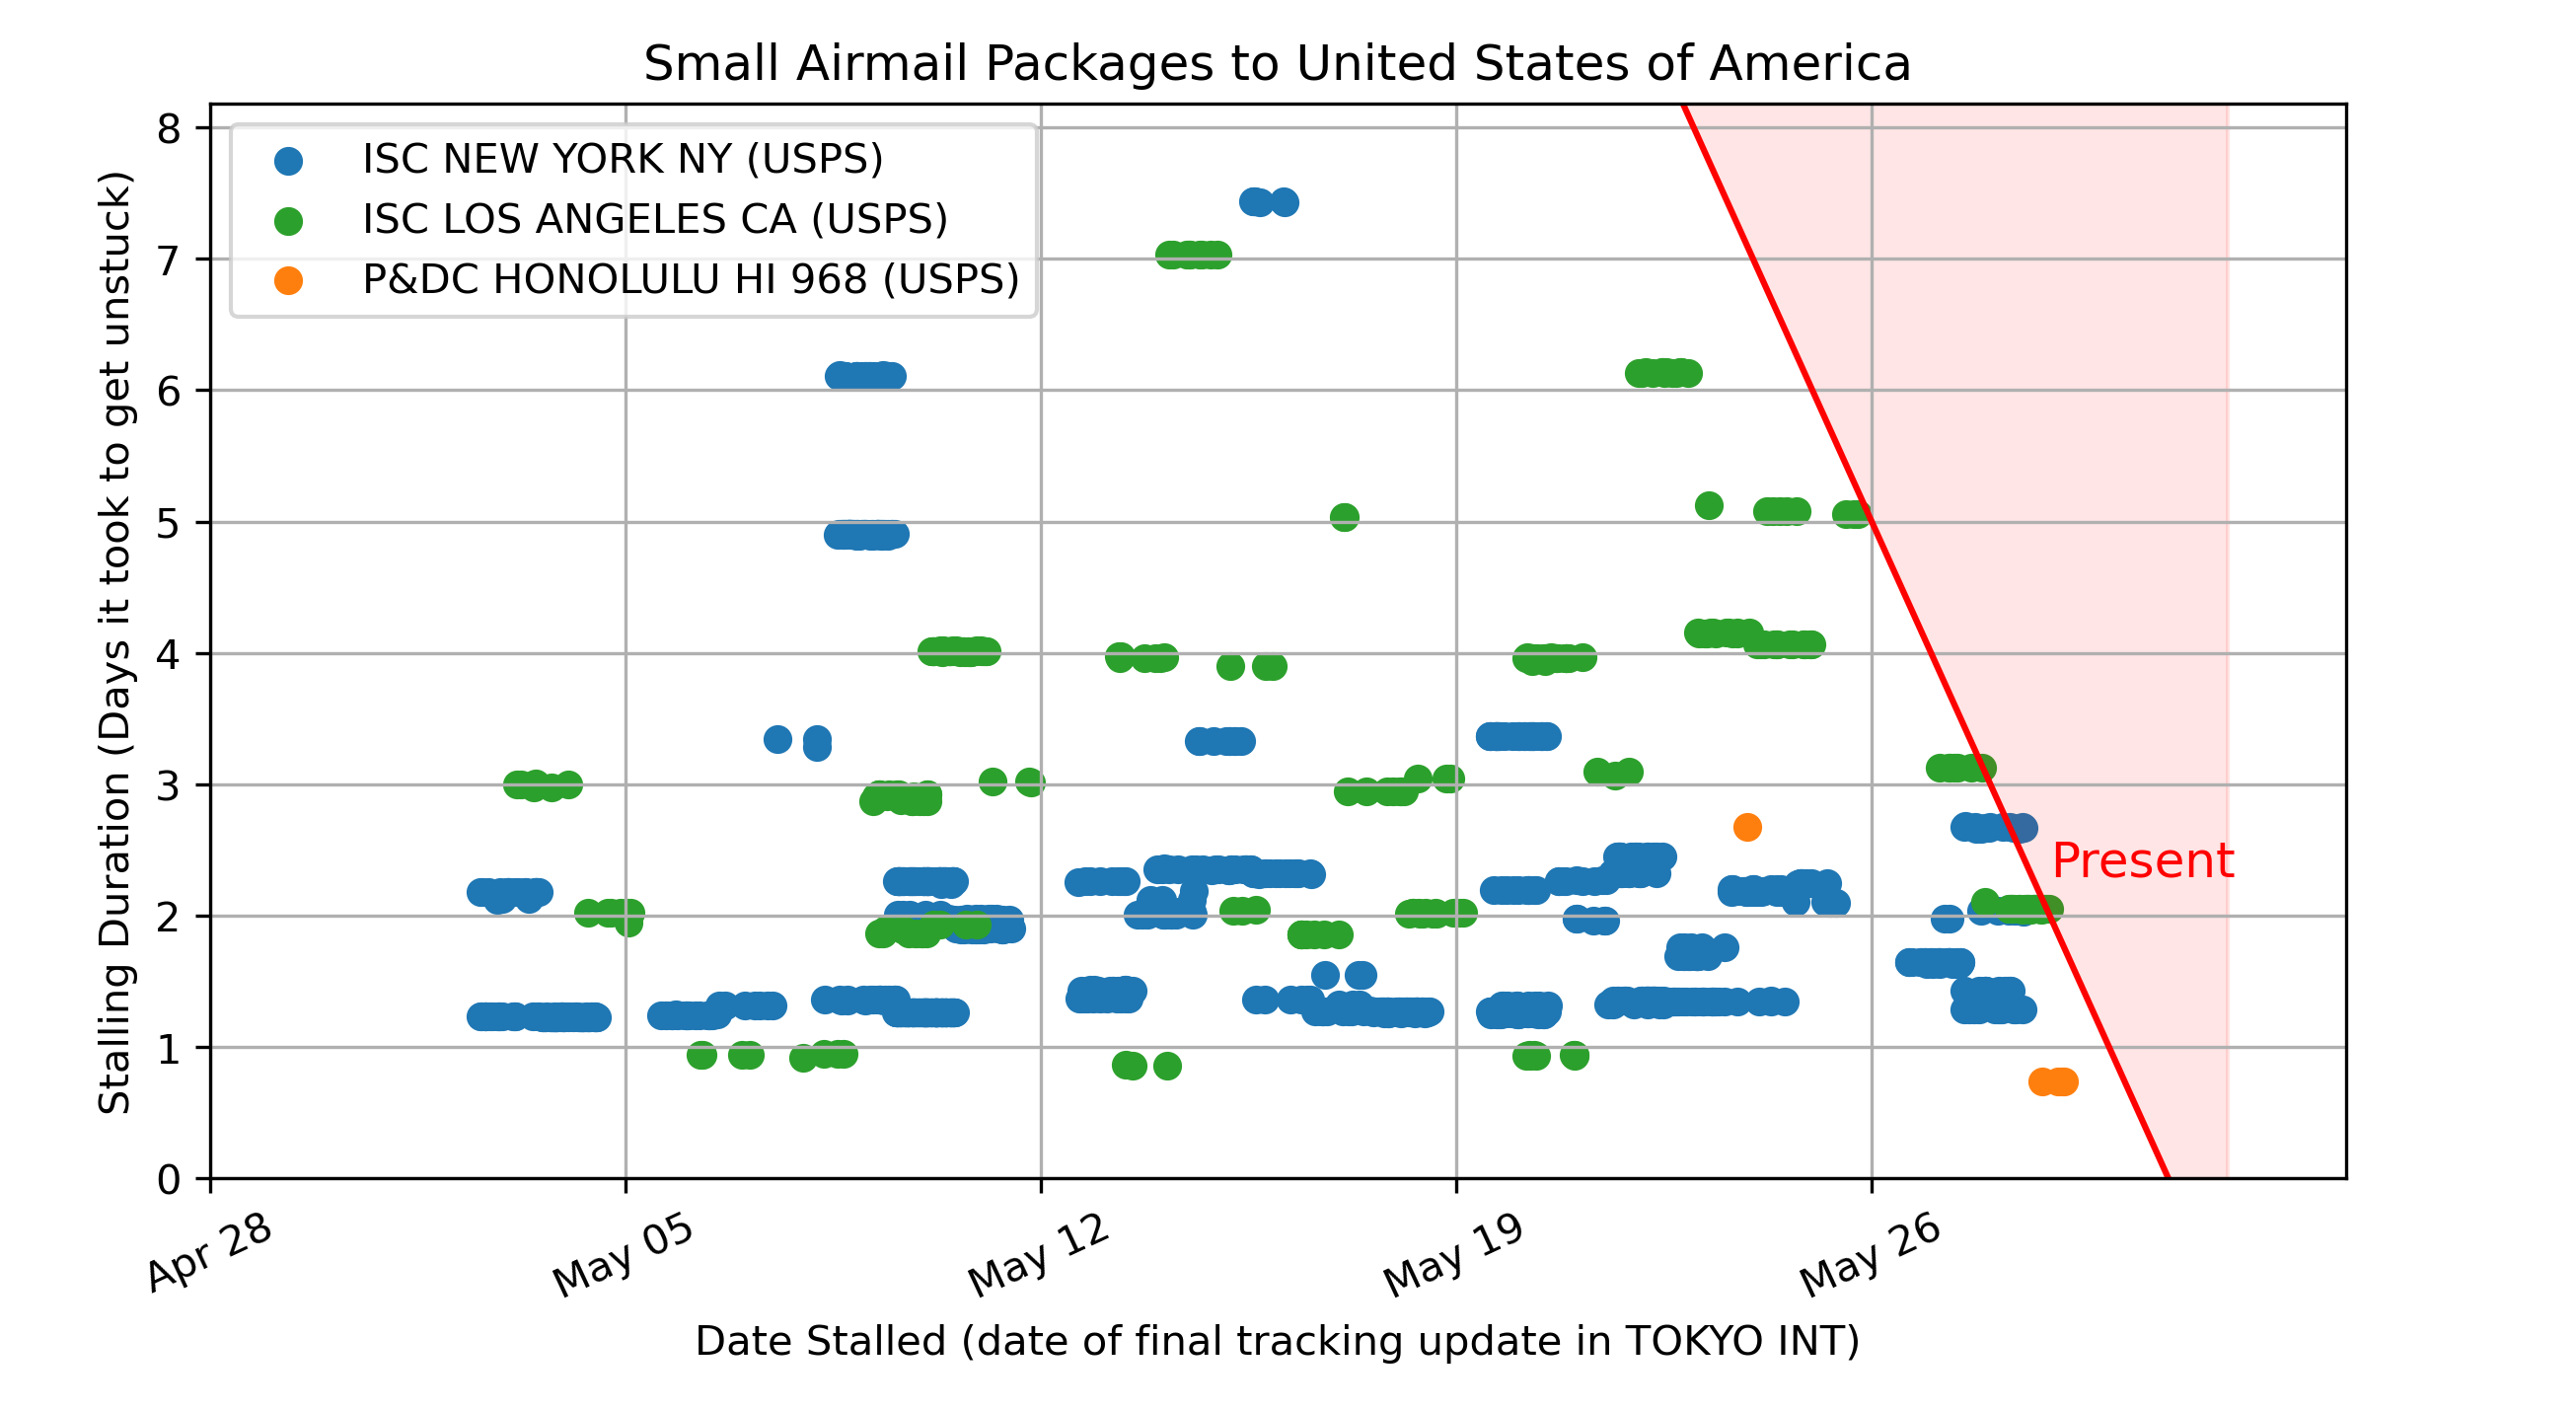 Small Airmail Packages to United States of America
Stalling Duration (Days it took to get unstuck)
8
7
6
5
4
3
2
1
0
ISC NEW YORK NY (USPS)
ISC LOS ANGELES CA (USPS)
P&DC HONOLULU HI 968 (USPS)
Present
Apr 28
May 05
May 12
May 19
May 26
Date Stalled (date of final tracking update in TOKYO INT)